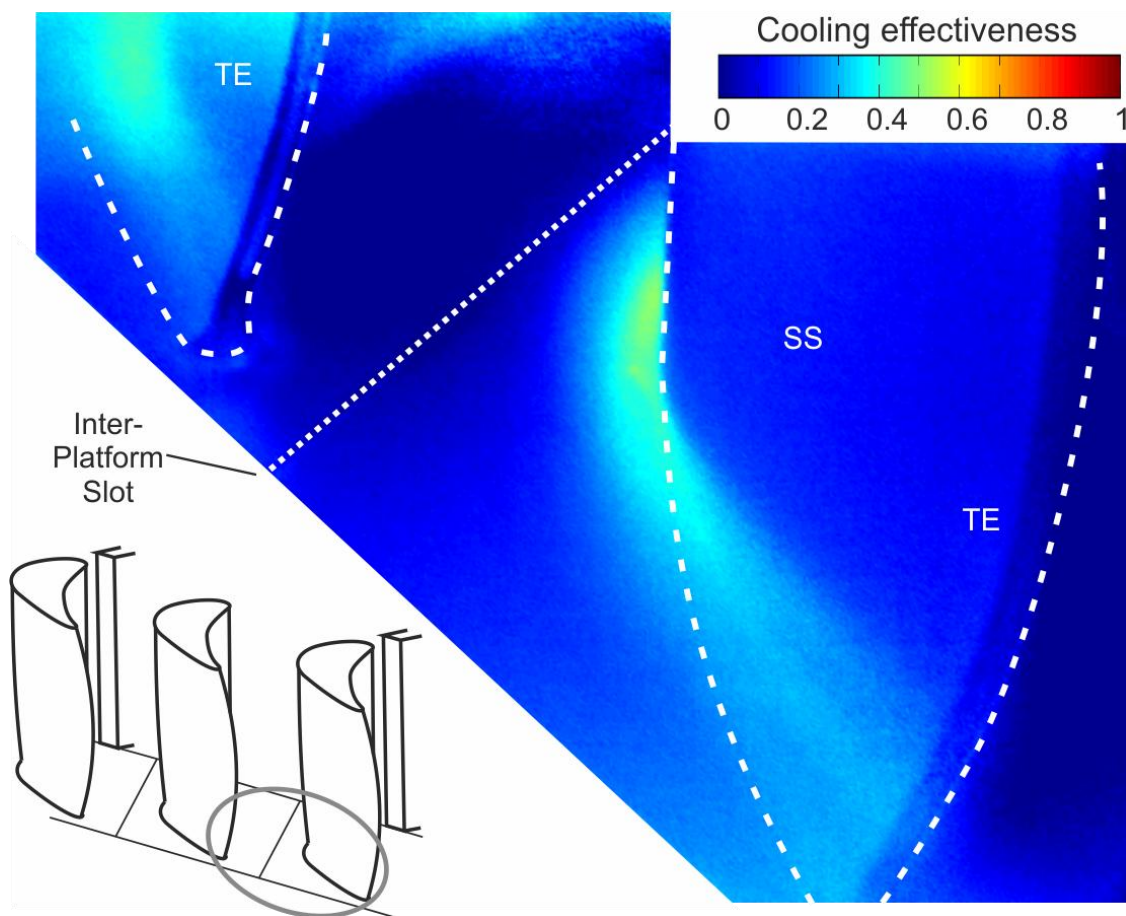 Cooling effectiveness
0 0.2 0.4 0.6 0.8 1
TE
SS
Inter-
Platform
Slot
TE